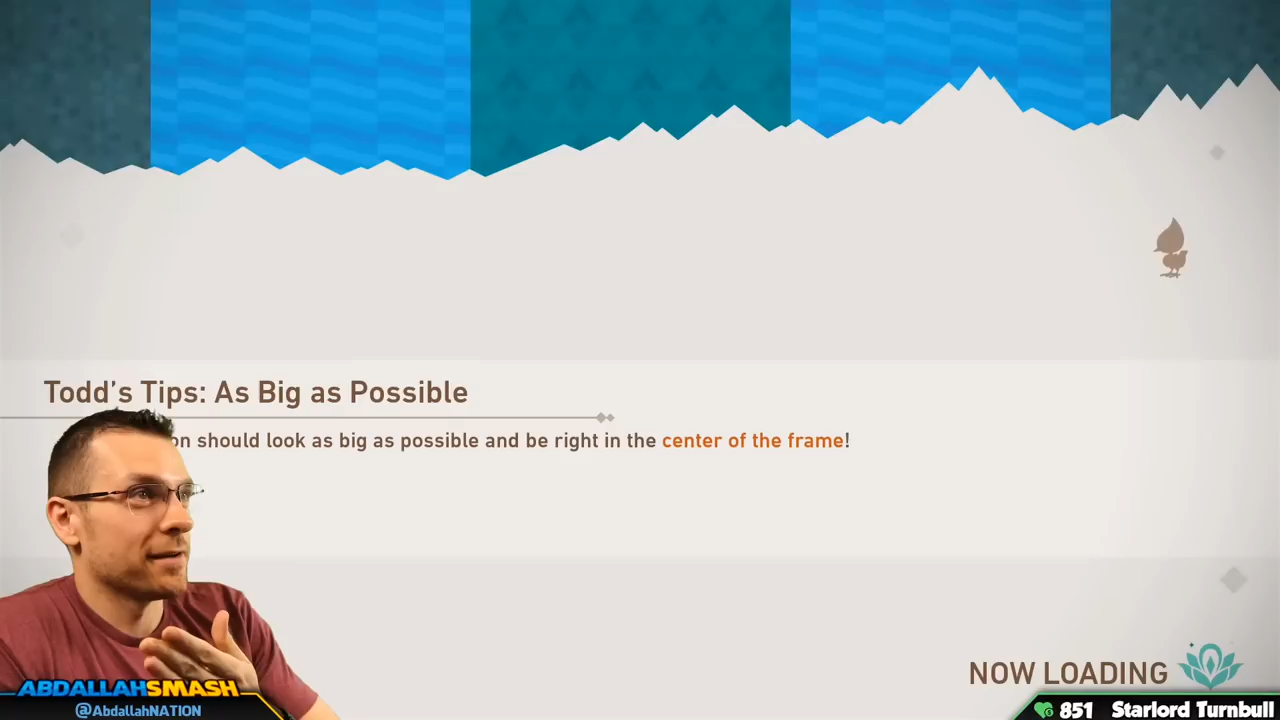 Todd's Tips: As Big as Possible
on should look as big as possible and be right in the center of the frame!
NOW LOADING
ABDALLAHSMASH
@AbdallahNATION
851 Starlord Turnbull